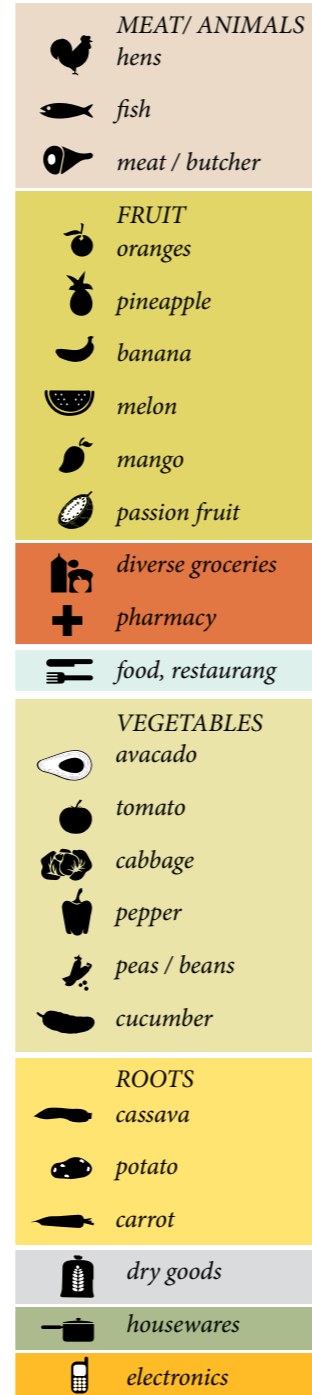 MEAT/ ANIMALS
hens
fish
meat / butcher
FRUIT
oranges
pineapple
banana
melon
mango
passion fruit
diverse groceries
pharmacy
food, restaurang
VEGETABLES
avacado
tomato
cabbage
pepper
peas / beans
cucumber
ROOTS
cassava
potato
carrot
dry goods
housewares
electronics